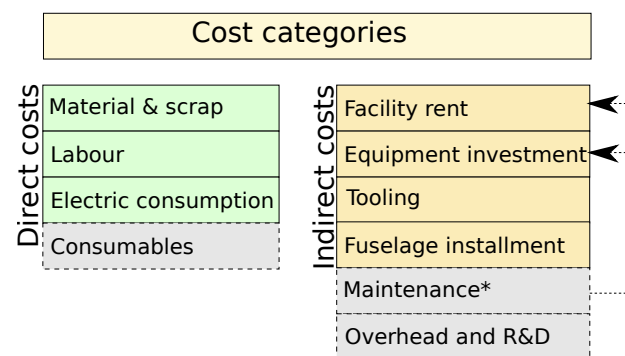 Cost categories
Direct costs
Material & scrap
Labour
Electric consumption
Consumables
Indirect costs
Facility rent
Equipment investment
Tooling
Fuselage installment
Maintenance*
Overhead and R&D